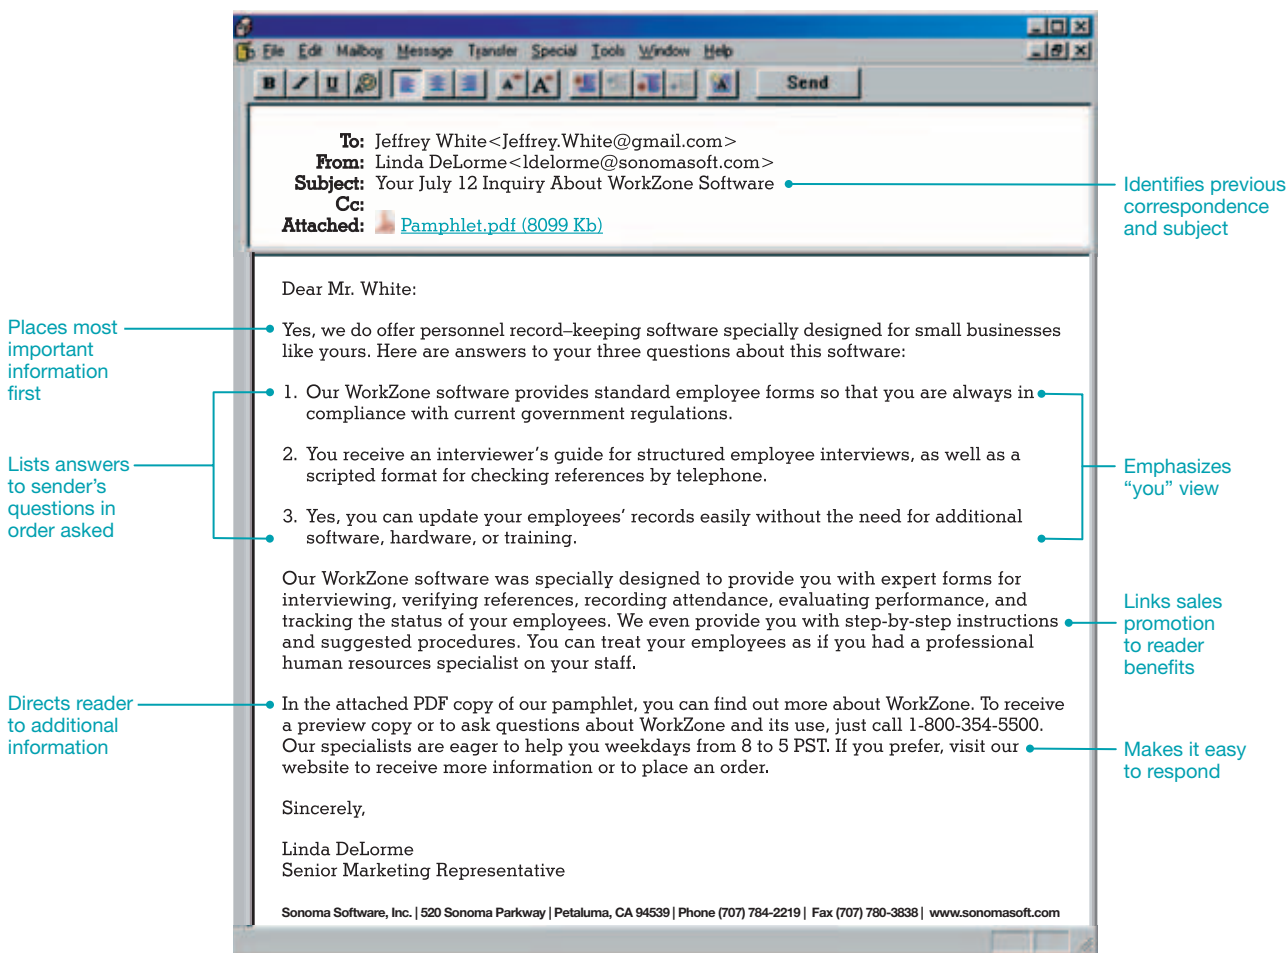 File Edit Mailbox Message Transfer Special Tools Window Help
B I U Send
To: Jeffrey White<Jeffrey.White@gmail.com>
From: Linda DeLorme<ldelorme@sonomasoft.com>
Subject: Your July 12 Inquiry About WorkZone Software
Cc:
Attached: Pamphlet.pdf (8099 Kb)
Identifies previous
correspondence
and subject
Dear Mr. White:
Places most
important
information
first
Yes, we do offer personnel record–keeping software specially designed for small businesses
like yours. Here are answers to your three questions about this software:
Lists answers
to sender’s
questions in
order asked
1. Our WorkZone software provides standard employee forms so that you are always in
compliance with current government regulations.
2. You receive an interviewer’s guide for structured employee interviews, as well as a
scripted format for checking references by telephone.
3. Yes, you can update your employees’ records easily without the need for additional
software, hardware, or training.
Emphasizes
“you” view
Our WorkZone software was specially designed to provide you with expert forms for
interviewing, verifying references, recording attendance, evaluating performance, and
tracking the status of your employees. We even provide you with step-by-step instructions
and suggested procedures. You can treat your employees as if you had a professional
human resources specialist on your staff.
Links sales
promotion
to reader
benefits
Directs reader
to additional
information
In the attached PDF copy of our pamphlet, you can find out more about WorkZone. To receive
a preview copy or to ask questions about WorkZone and its use, just call 1-800-354-5500.
Our specialists are eager to help you weekdays from 8 to 5 PST. If you prefer, visit our
website to receive more information or to place an order.
Makes it easy
to respond
Sincerely,
Linda DeLorme
Senior Marketing Representative
Sonoma Software, Inc. | 520 Sonoma Parkway | Petaluma, CA 94539 | Phone (707) 784-2219 | Fax (707) 780-3838 | www.sonomasoft.com